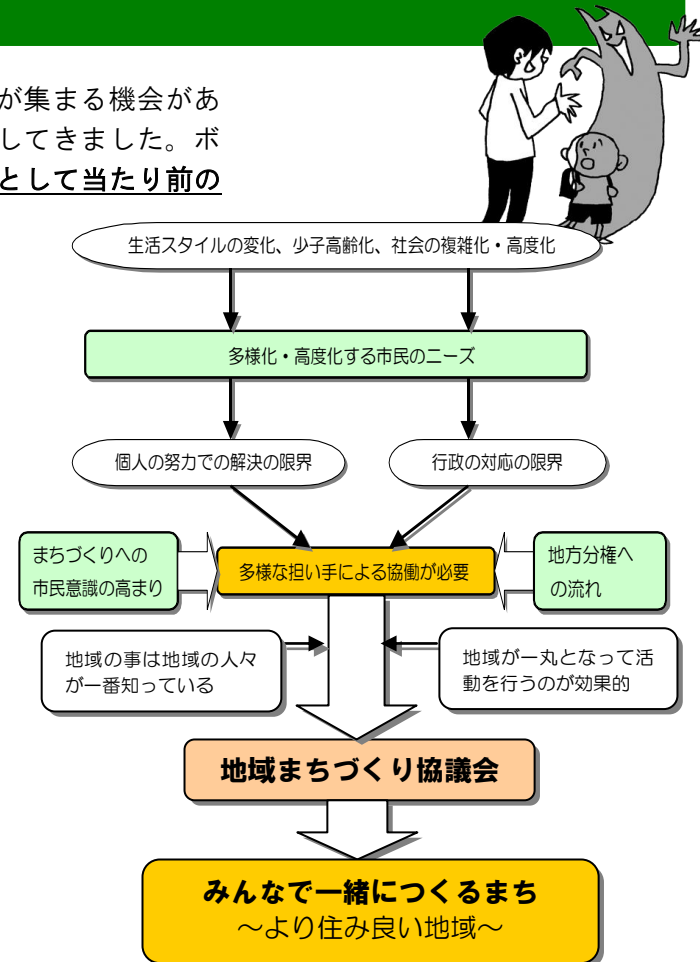 が集まる機会があ
してきました。ボ
として当たり前の
生活スタイルの変化、少子高齢化、社会の複雑化・高度化
多様化・高度化する市民のニーズ
個人の努力での解決の限界
行政の対応の限界
まちづくりへの
市民意識の高まり
多様な担い手による協働が必要
地方分権へ
の流れ
地域の事は地域の人々
が一番知っている
地域が一丸となって活
動を行うのが効果的
地域まちづくり協議会
みんなで一緒につくるまち
～より住み良い地域～